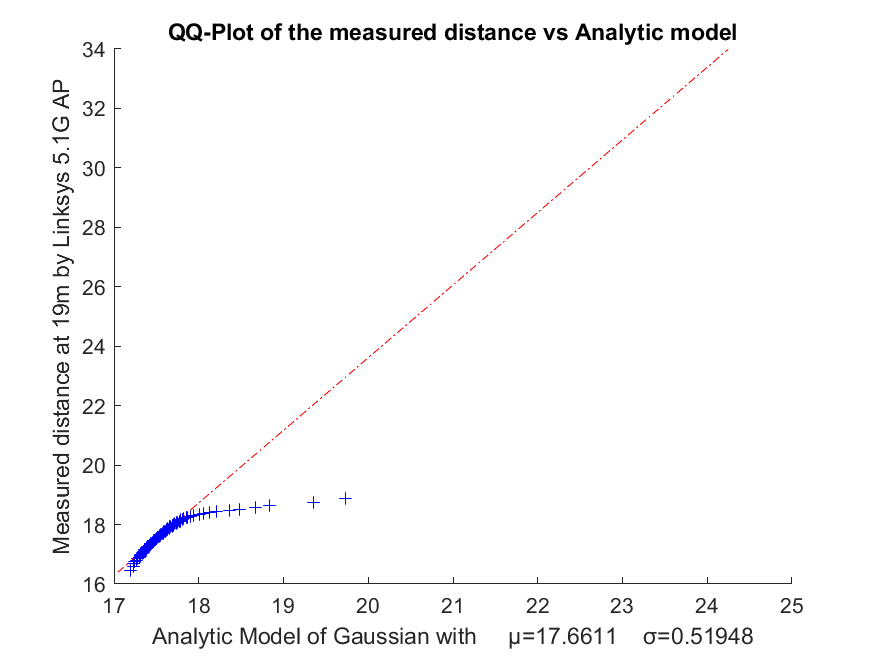 QQ-Plot of the measured distance vs Analytic model
Measured distance at 19m by Linksys 5.1G AP
34
32
30
28
26
24
22
20
18
16
17 18 19 20 21 22 23 24 25
Analytic Model of Gaussian with μ=17.6611 σ=0.51948